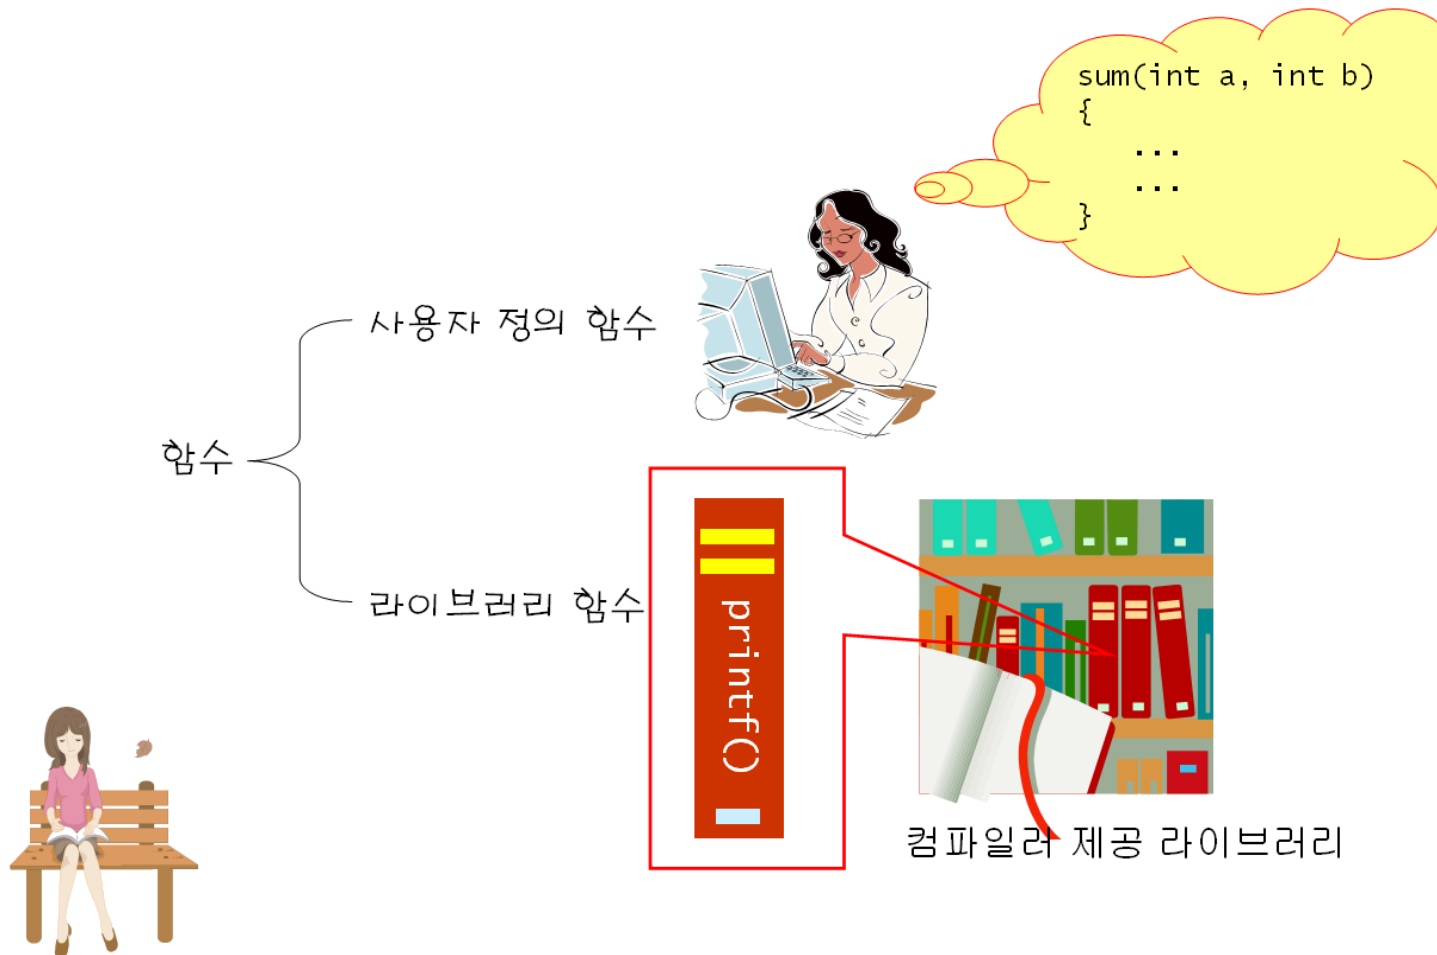 sum(int a, int b)
{
...
...
}
사용자 정의 함수
함수
라이브러리 함수
printf()
컴파일러 제공 라이브러리